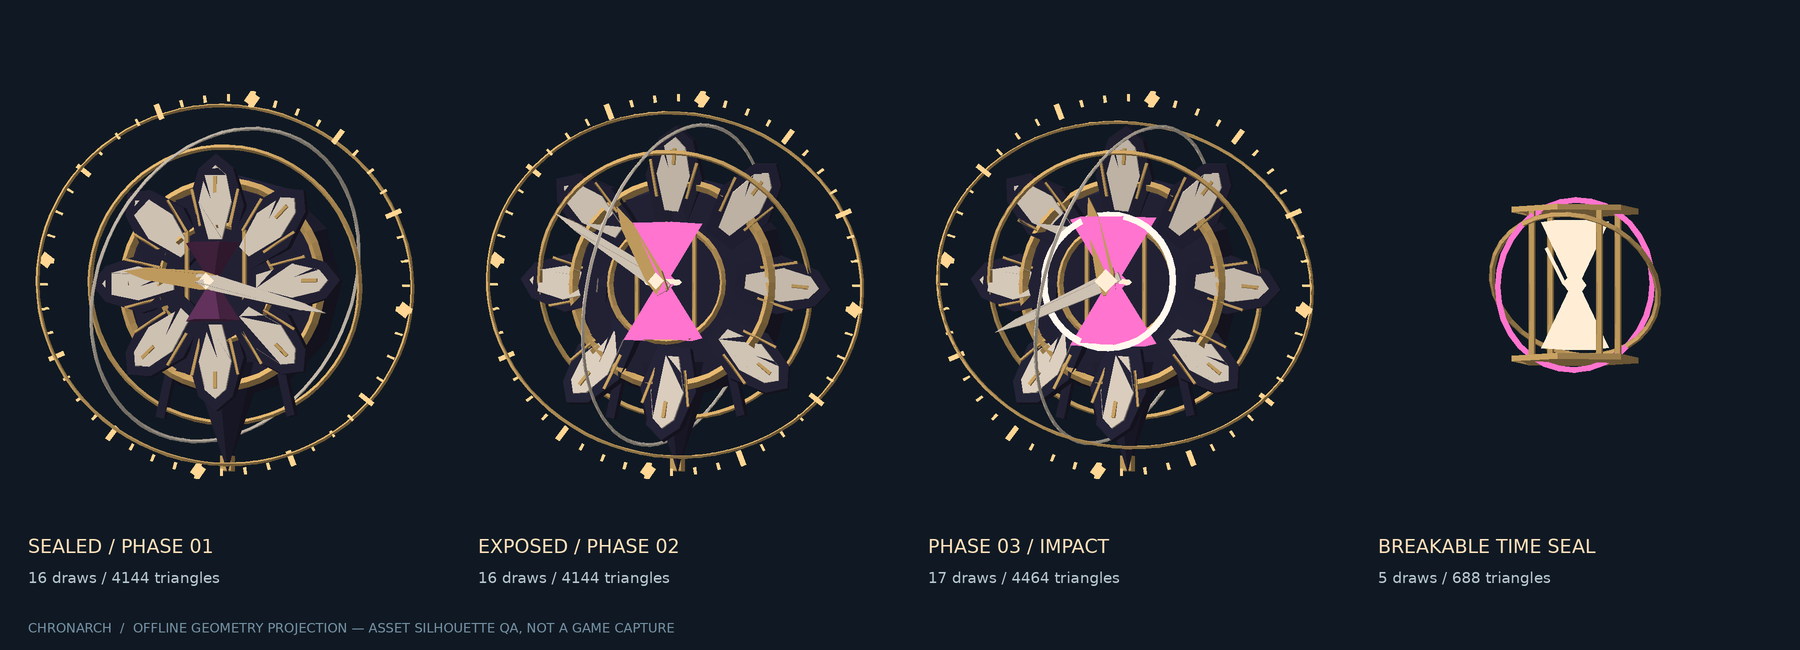 SEALED / PHASE 01
16 draws / 4144 triangles
EXPOSED / PHASE 02
16 draws / 4144 triangles
PHASE 03 / IMPACT
17 draws / 4464 triangles
BREAKABLE TIME SEAL
5 draws / 688 triangles
CHRONARCH / OFFLINE GEOMETRY PROJECTION — ASSET SILHOUETTE QA, NOT A GAME CAPTURE